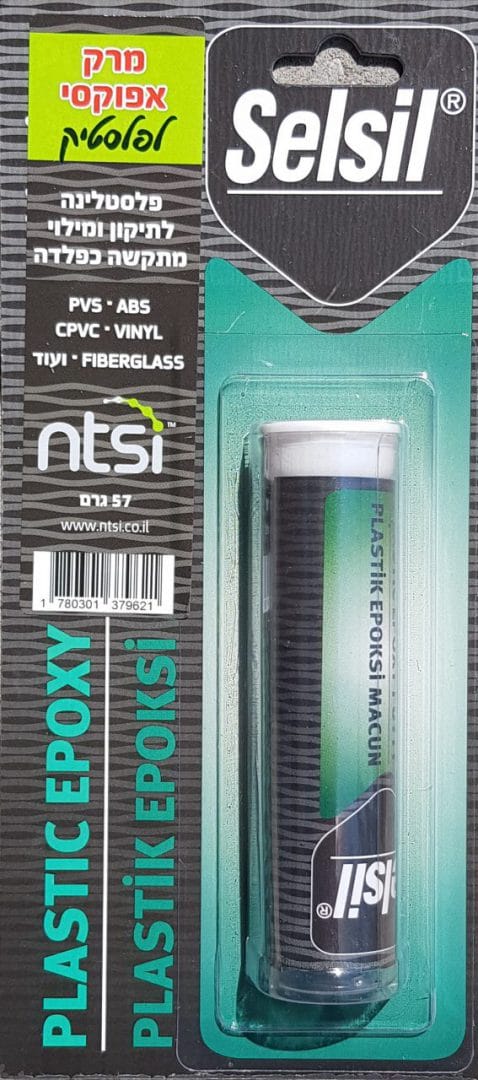 מרק
אפוקסי
לפלסטיק
פלסטלינה
לתיקון ומילוי
מתקשה כפלדה
PVS · ABS
CPVC · VINYL
FIBERGLASS · ועוד
ntsi™
57 גרם
www.ntsi.co.il
1 780301 379621
PLASTIC EPOXY
PLASTİK EPOKSİ
Selsil®
PLASTİK EPOKSİ MACUN
Selsil®